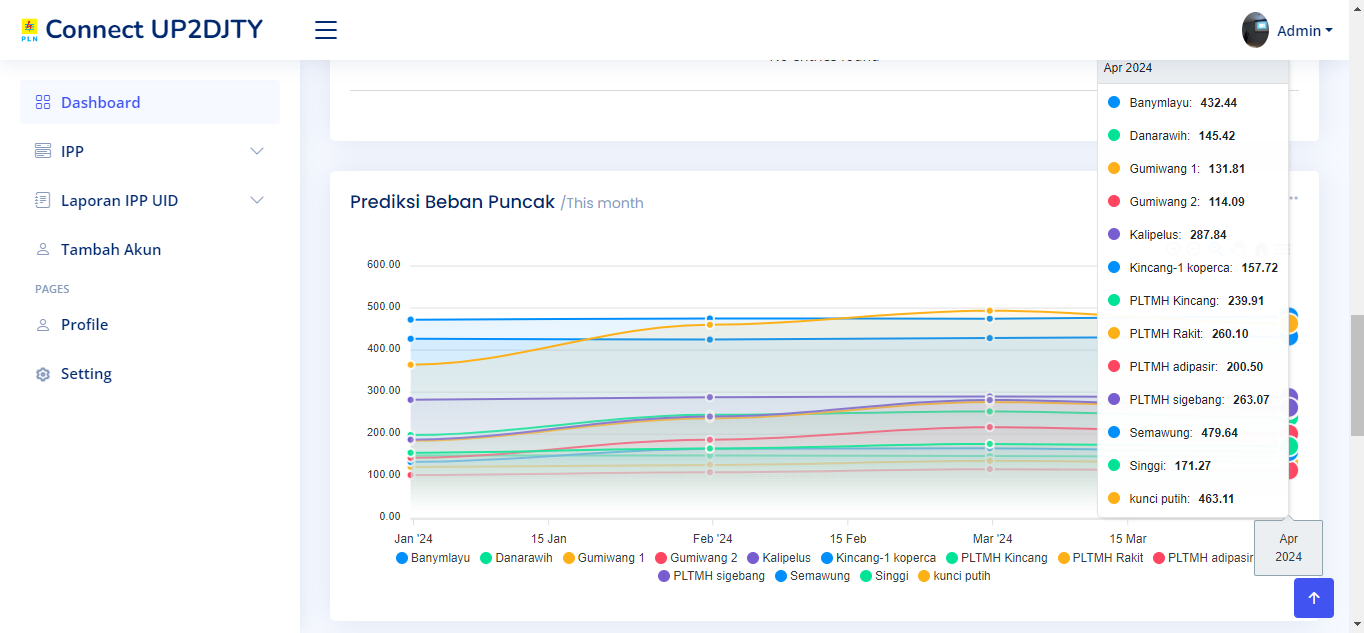 PLN
Connect UP2DJTY
Admin
Dashboard
IPP
Laporan IPP UID
Tambah Akun
PAGES
Profile
Setting
No entries found
Prediksi Beban Puncak /This month
600.00
500.00
400.00
300.00
200.00
100.00
0.00
Jan '24
15 Jan
Feb '24
15 Feb
Mar '24
15 Mar
Apr 2024
Banymlayu: 432.44
Danarawih: 145.42
Gumiwang 1: 131.81
Gumiwang 2: 114.09
Kalipelus: 287.84
Kincang-1 koperca: 157.72
PLTMH Kincang: 239.91
PLTMH Rakit: 260.10
PLTMH adipasir: 200.50
PLTMH sigebang: 263.07
Semawung: 479.64
Singgi: 171.27
kunci putih: 463.11
Apr
2024
Banymlayu Danarawih Gumiwang 1 Gumiwang 2 Kalipelus Kincang-1 koperca PLTMH Kincang PLTMH Rakit PLTMH adipasir
PLTMH sigebang Semawung Singgi kunci putih